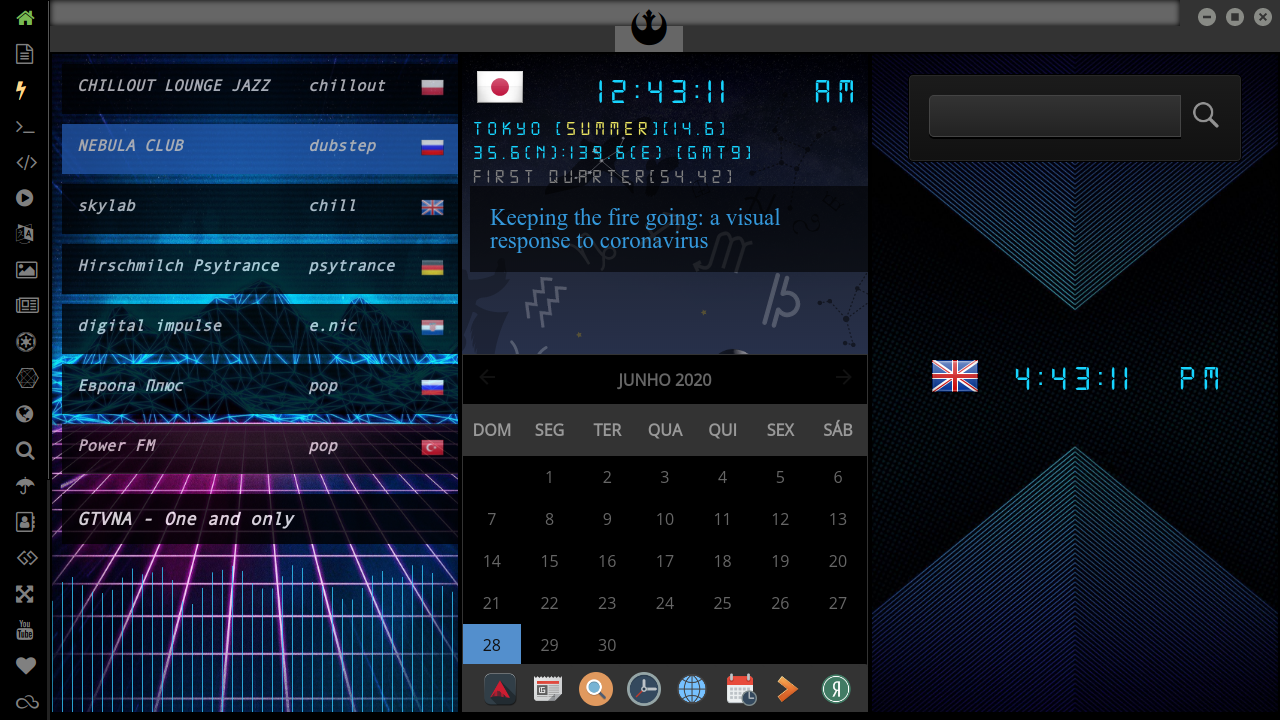 CHILLOUT LOUNGE JAZZ chillout
NEBULA CLUB dubstep
skylab chill
Hirschmilch Psytrance psytrance
digital impulse e.nic
Европа Плюс pop
Power FM pop
GTVNA - One and only
12:43:11 AM
TOKYO [SUMMER][14.6]
35.6(N):139.6(E) [GMT9]
FIRST QUARTER[54.42]
Keeping the fire going: a visual
response to coronavirus
JUNHO 2020
DOM SEG TER QUA QUI SEX SÁB
1 2 3 4 5 6
7 8 9 10 11 12 13
14 15 16 17 18 19 20
21 22 23 24 25 26 27
28 29 30
4:43:11 PM
You
Tube
Я